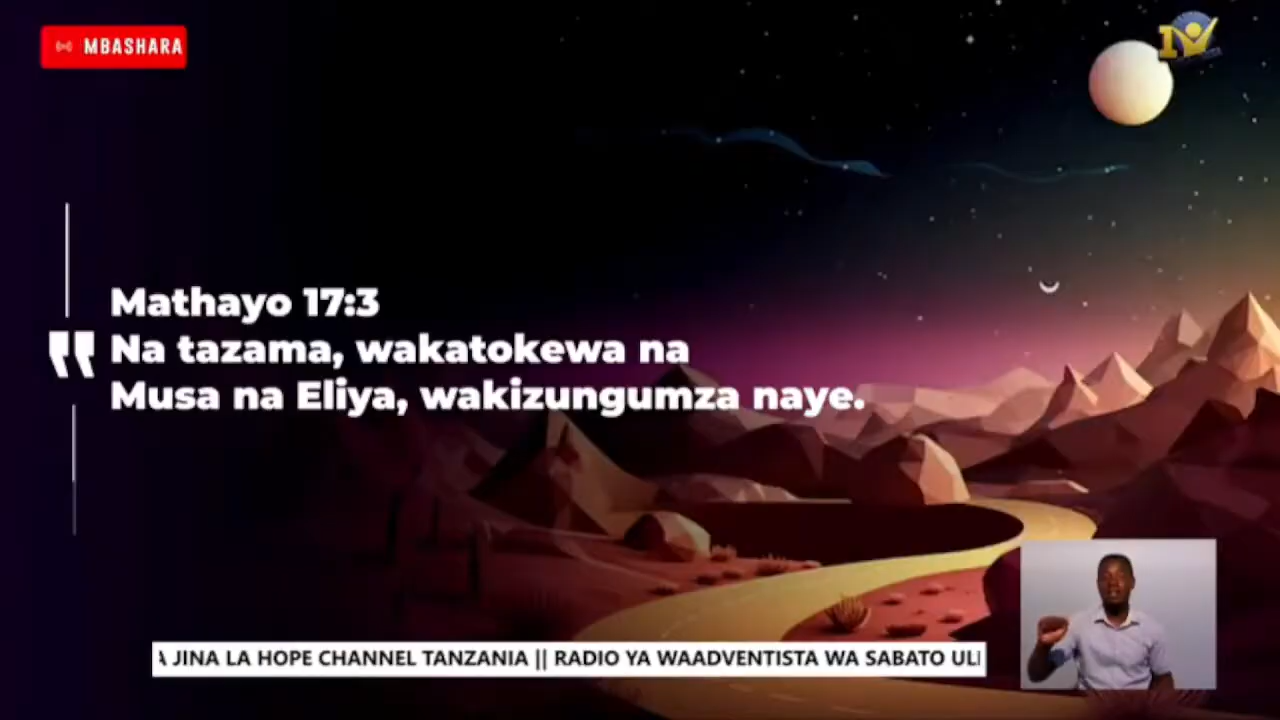 MBASHARA
Mathayo 17:3
Na tazama, wakatokewa na
Musa na Eliya, wakizungumza naye.
JINA LA HOPE CHANNEL TANZANIA || RADIO YA WAADVENTISTA WA SABATO